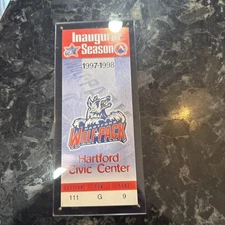 Inaugural
Season
1997-1998
WOLF PACK
Hartford
Civic Center
111 G 9